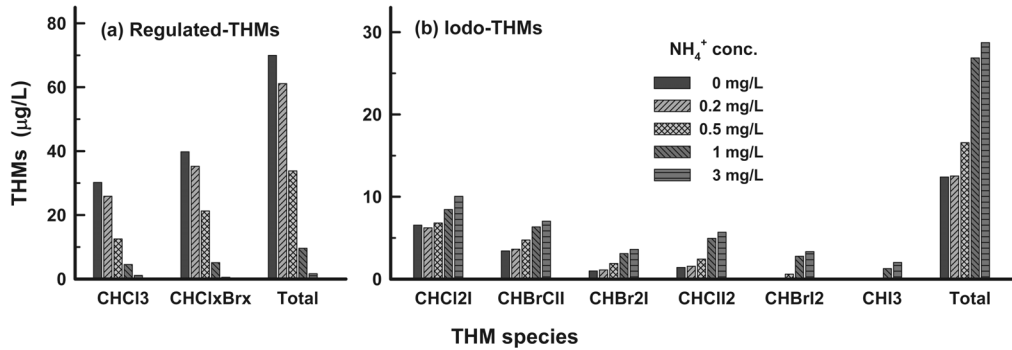 (a) Regulated-THMs
(b) Iodo-THMs
THMs (µg/L)
80
60
40
20
0
30
20
10
0
NH4+ conc.
0 mg/L
0.2 mg/L
0.5 mg/L
1 mg/L
3 mg/L
CHCl3 CHClxBrx Total
CHCl2I CHBrClI CHBr2I CHClI2 CHBrI2 CHI3 Total
THM species